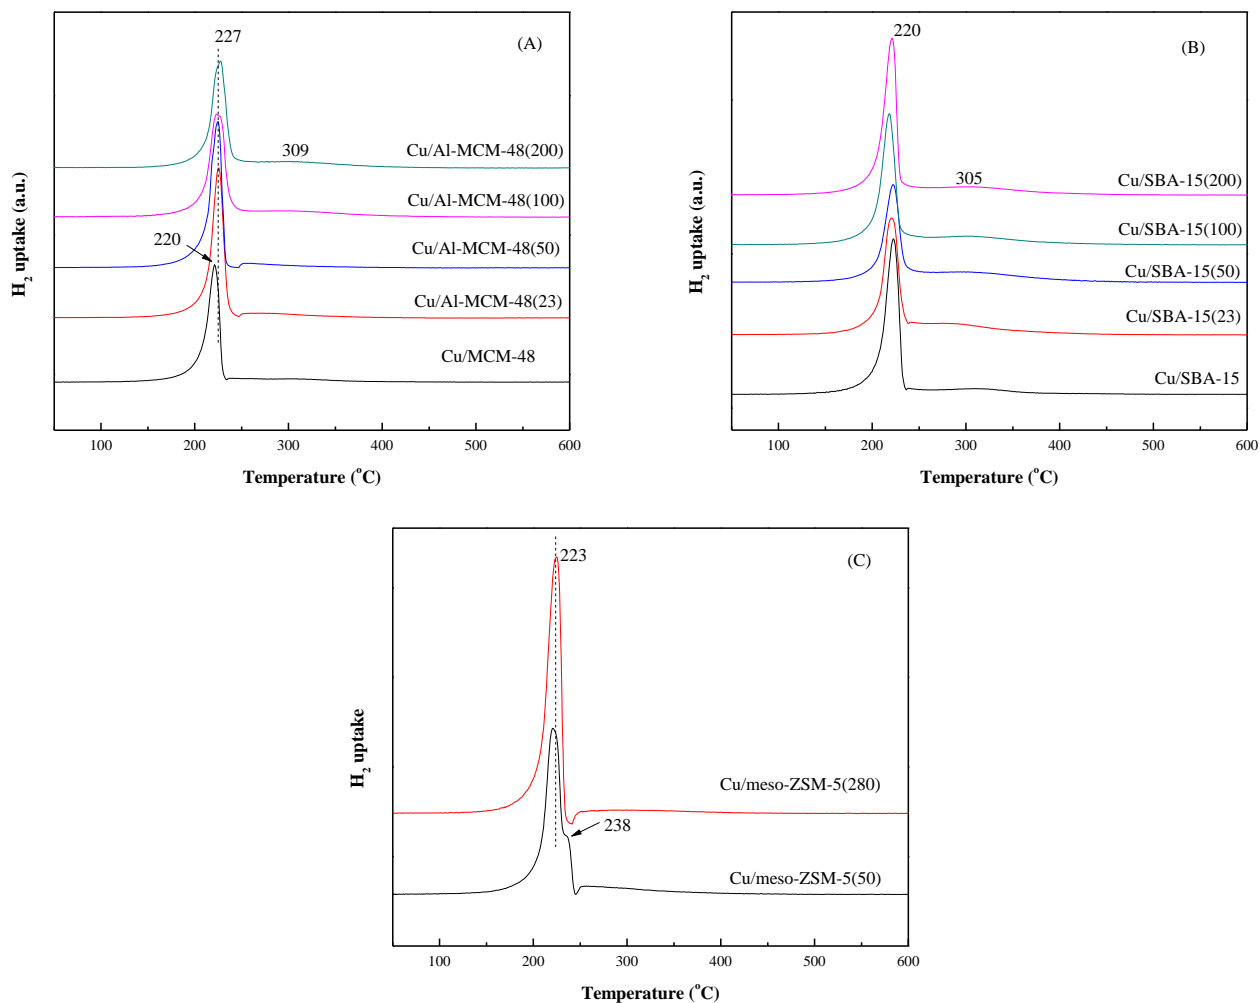 227
(A)
309
Cu/Al-MCM-48(200)
Cu/Al-MCM-48(100)
220
Cu/Al-MCM-48(50)
Cu/Al-MCM-48(23)
Cu/MCM-48
H2 uptake (a.u.)
100 200 300 400 500 600
Temperature (oC)
220
(B)
305
Cu/SBA-15(200)
Cu/SBA-15(100)
Cu/SBA-15(50)
Cu/SBA-15(23)
Cu/SBA-15
H2 uptake (a.u.)
100 200 300 400 500 600
Temperature (oC)
223
(C)
Cu/meso-ZSM-5(280)
238
Cu/meso-ZSM-5(50)
H2 uptake
100 200 300 400 500 600
Temperature (oC)